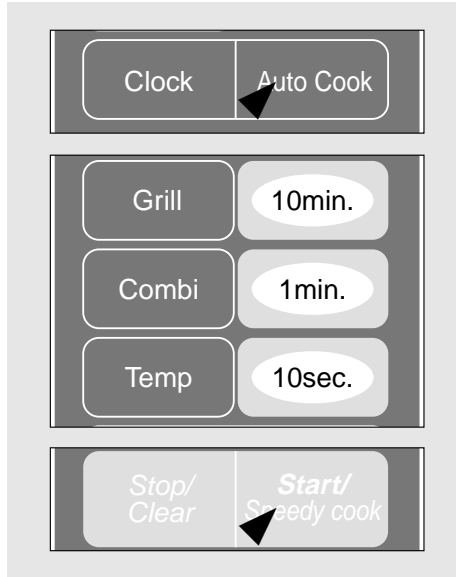 Clock Auto Cook
Grill 10min.
Combi 1min.
Temp 10sec.
Stop/ Start/
Clear Speedy cook